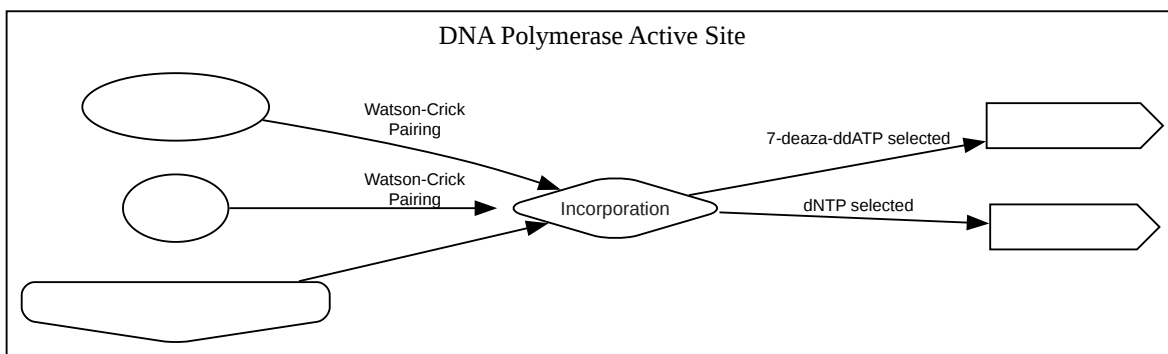 DNA Polymerase Active Site
Watson-Crick
Pairing
7-deaza-ddATP selected
Watson-Crick
Pairing
Incorporation
dNTP selected